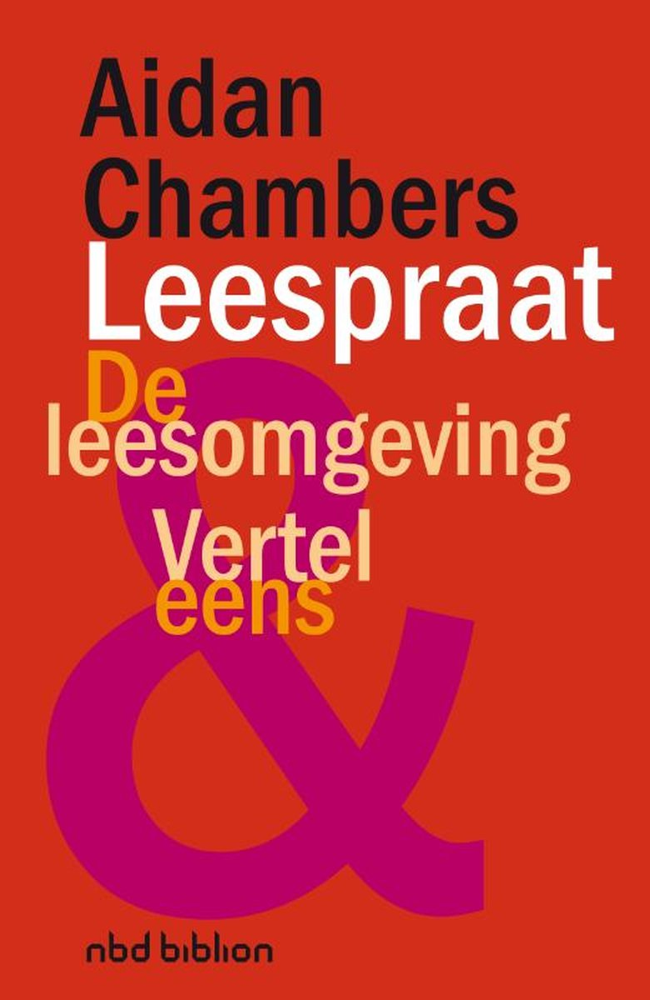 Aidan
Chambers
Leespraat
De
leesomgeving
&
Vertel
eens
nbd biblion